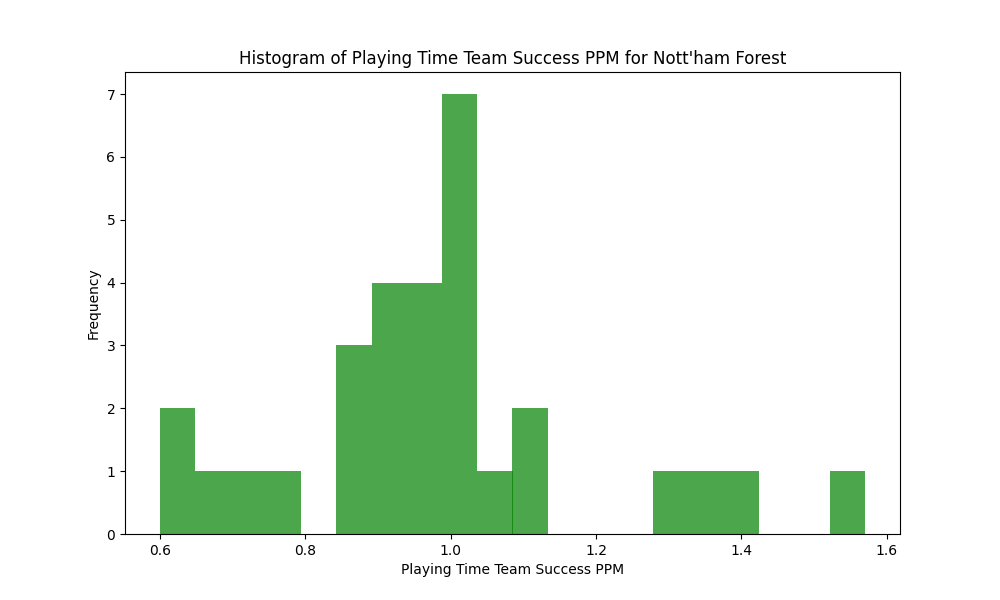 Histogram of Playing Time Team Success PPM for Nott'ham Forest
7
6
5
4
3
2
1
0
Frequency
0.6 0.8 1.0 1.2 1.4 1.6
Playing Time Team Success PPM